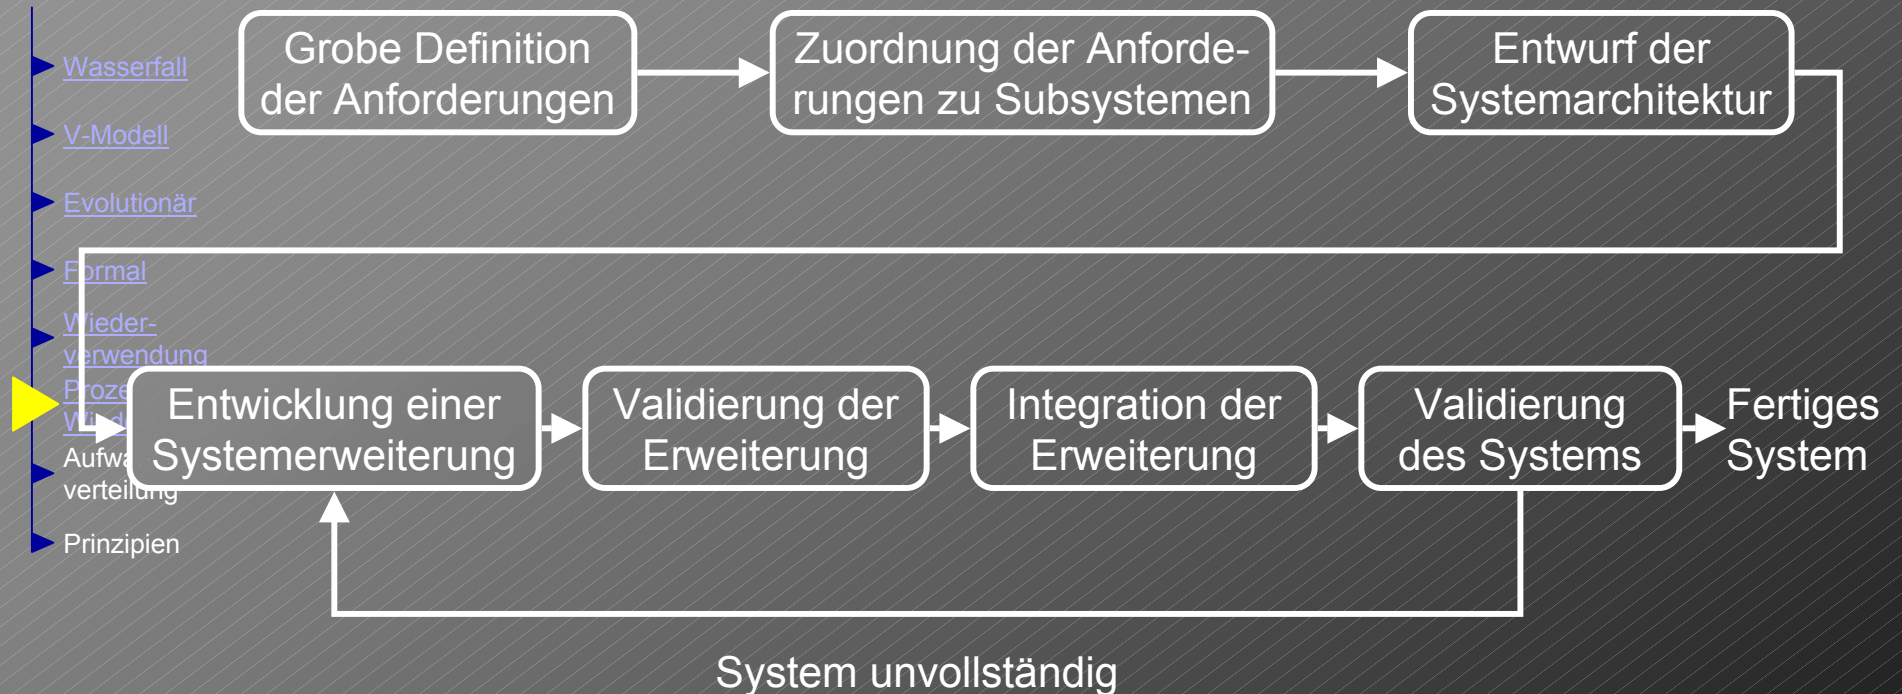 Wasserfall
V-Modell
Evolutionär
Formal
Wieder-
verwendung
Aufwa
verteilung
Prinzipien
Grobe Definition
der Anforderungen
Zuordnung der Anforde-
rungen zu Subsystemen
Entwurf der
Systemarchitektur
Entwicklung einer
Systemerweiterung
Validierung der
Erweiterung
Integration der
Erweiterung
Validierung
des Systems
Fertiges
System
System unvollständig